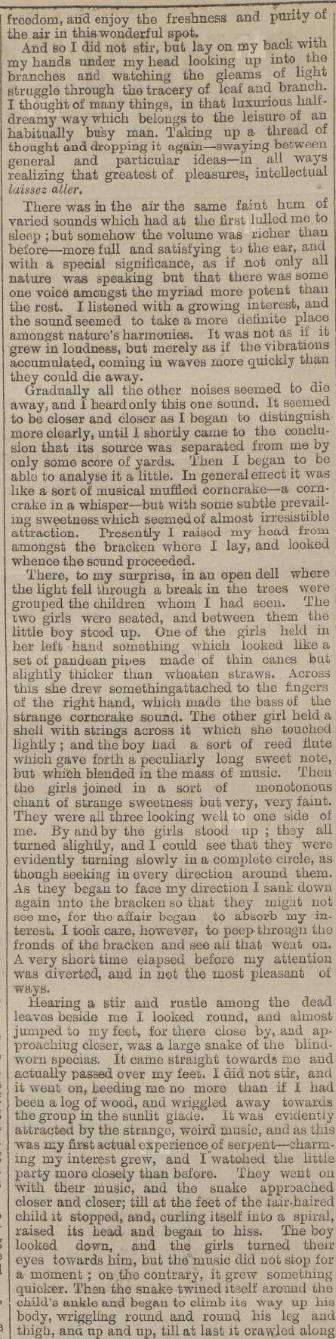 freedom, and enjoy the freshness and purity of
the air in this wonderful spot.
And so I did not stir, but lay on my back with
my hands under my head looking up into the
branches and watching the gleams of light
struggle through the tracery of leaf and branch.
I thought of many things, in that luxurious half-
dreamy way which belongs to the leisure of an
habitually busy man. Taking up a thread of
thought and dropping it again—swaying between
general and particular ideas—in all ways
realizing that greatest of pleasures, intellectual
laissez aller.
There was in the air the same faint hum of
varied sounds which had at the first lulled me to
sleep ; but somehow the volume was richer than
before—more full and satisfying to the ear, and
with a special significance, as if not only all
nature was speaking but that there was some
one voice amongst the myriad more potent than
the rest. I listened with a growing interest, and
the sound seemed to take a more definite place
amongst nature's harmonies. It was not as if it
grew in loudness, but merely as if the vibrations
accumulated, coming in waves more quickly than
they could die away.
Gradually all the other noises seemed to die
away, and I heard only this one sound. It seemed
to be closer and closer as I began to distinguish
more clearly, until I shortly came to the conclu-
sion that its source was separated from me by
only some score of yards. Then I began to be
able to analyse it a little. In general effect it was
like a sort of musical muffled corncrake—a corn-
crake in a whisper—but with some subtle prevail-
ing sweetness which seemed of almost irresistible
attraction. Presently I raised my head from
amongst the bracken where I lay, and looked
whence the sound proceeded.
There, to my surprise, in an open dell where
the light fell through a break in the trees were
grouped the children whom I had seen. The
two girls were seated, and between them the
little boy stood up. One of the girls held in
her left hand something which looked like a
set of pandean pipes made of thin canes but
slightly thicker than wheaten straws. Across
this she drew somethingattached to the fingers
of the right hand, which made the bass of the
strange corncrake sound. The other girl held a
shell with strings across it which she touched
lightly ; and the boy had a sort of reed flute
which gave forth a peculiarly long sweet note,
but which blended in the mass of music. Then
the girls joined in a sort of monotonous
chant of strange sweetness but very, very faint.
They were all three looking well to one side of
me. By and by the girls stood up ; they all
turned slightly, and I could see that they were
evidently turning slowly in a complete circle, as
though seeking in every direction around them.
As they began to face my direction I sank down
again into the bracken so that they might not
see me, for the affair began to absorb my in-
terest. I took care, however, to peep through the
fronds of the bracken and see all that went on.
A very short time elapsed before my attention
was diverted, and in not the most pleasant of
ways.
Hearing a stir and rustle among the dead
leaves beside me I looked round, and almost
jumped to my feet, for there close by, and ap-
proaching closer, was a large snake of the blind-
worn specias. It came straight towards me and
actually passed over my feet. I did not stir, and
it went on, heeding me no more than if I had
been a log of wood, and wriggled away towards
the group in the sunlit glade. It was evidently
attracted by the strange, weird music, and as this
was my first actual experience of serpent—charm-
ing my interest grew, and I watched the little
party more closely than before. They went on
with their music, and the snake approached
closer and closer; till at the feet of the fair-haired
child it stopped, and, curling itself into a spiral,
raised its head and began to hiss. The boy
looked down, and the girls turned their
eyes towards him, but the music did not stop for
a moment ; on the contrary, it grew something
quicker. Then the snake twined itself around the
child's ankle and began to climb its way up his
body, wriggling round and round his leg and
thigh, and up and up, till at last it crawled along